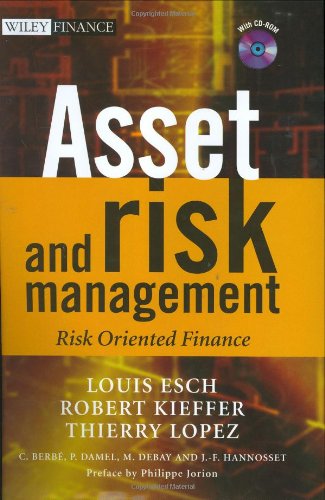 WILEY FINANCE
With CD-ROM
Asset
and risk
management
Risk Oriented Finance
LOUIS ESCH
ROBERT KIEFFER
THIERRY LOPEZ
C. BERBÉ, P. DAMEL, M. DEBAY AND J.-F. HANNOSSET
Preface by Philippe Jorion